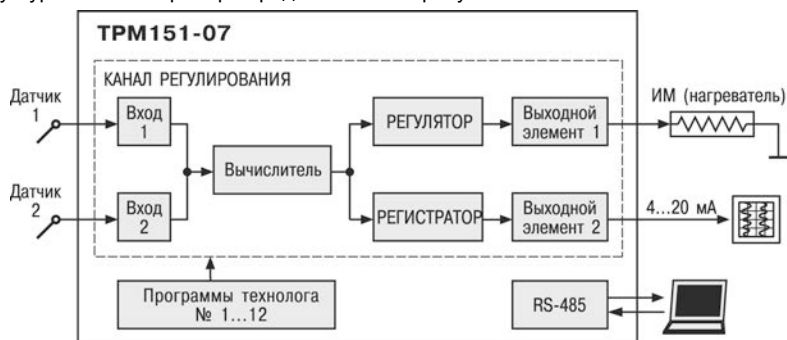 ТРМ151-07
КАНАЛ РЕГУЛИРОВАНИЯ
Датчик
1
Вход
1
Вычислитель
РЕГУЛЯТОР
Выходной
элемент 1
ИМ (нагреватель)
Датчик
2
Вход
2
РЕГИСТРАТОР
Выходной
элемент 2
4...20 мА
Программы технолога
№ 1...12
RS-485